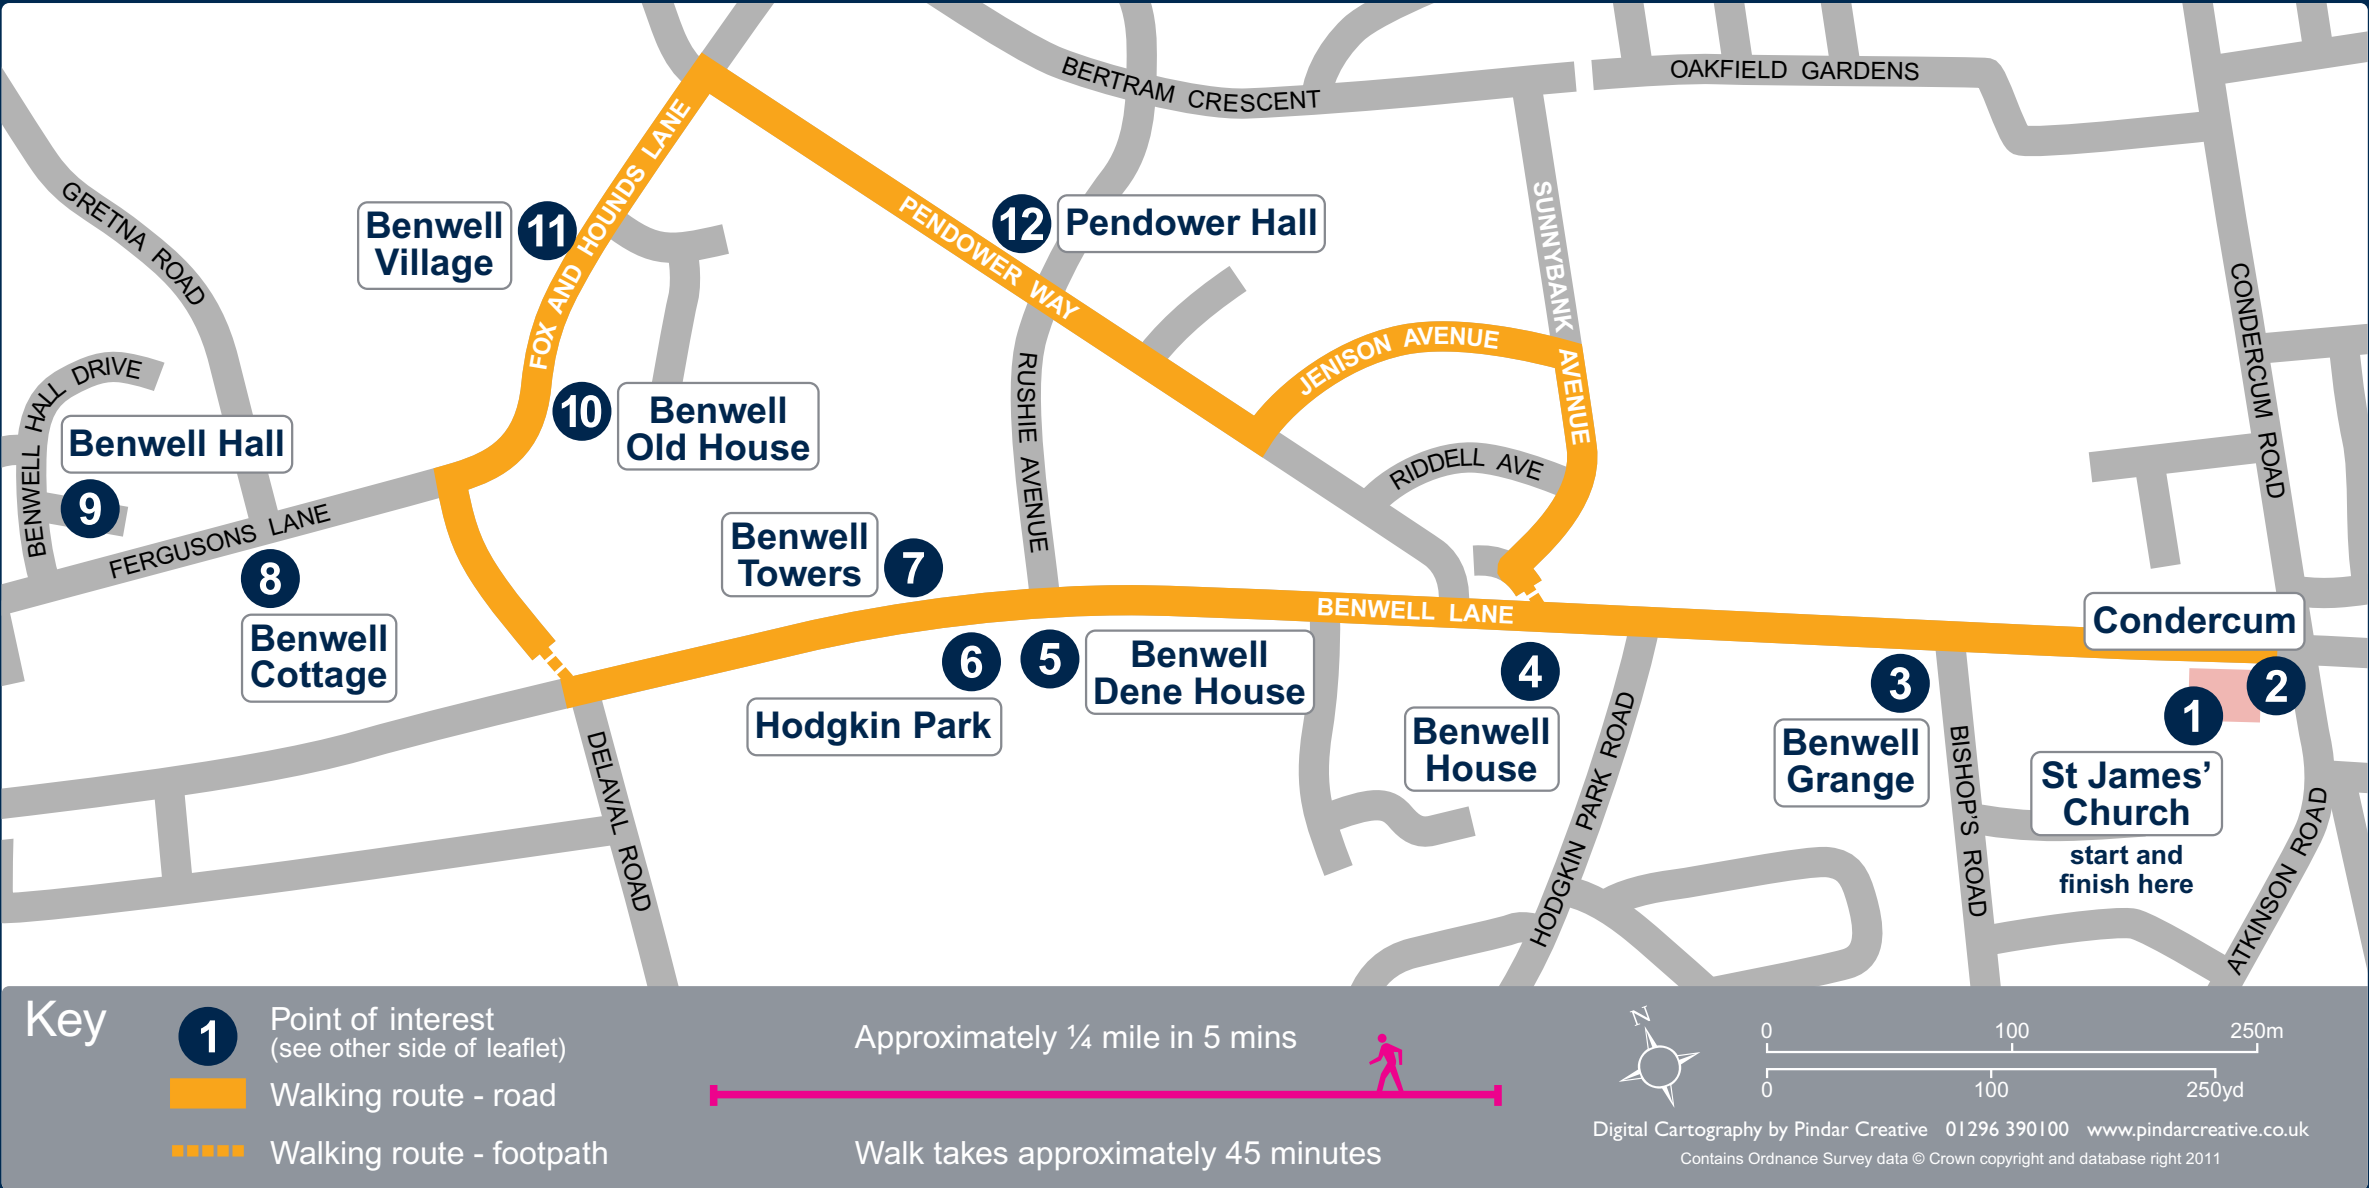 BERTRAM CRESCENT
OAKFIELD GARDENS
GRETNA ROAD
FOX AND HOUNDS LANE
11
Benwell
Village
PENDOWER WAY
12
Pendower Hall
SUNNYBANK AVENUE
CONDERCUM ROAD
JENISON AVENUE
RUSHIE AVENUE
BENWELL HALL DRIVE
Benwell Hall
9
10
Benwell
Old House
RIDDELL AVE
FERGUSONS LANE
8
Benwell
Cottage
Benwell
Towers
7
BENWELL LANE
Condercum
2
1
St James’
Church
start and
finish here
6
Hodgkin Park
5
Benwell
Dene House
4
Benwell
House
3
Benwell
Grange
DELAVAL ROAD
HODGKIN PARK ROAD
BISHOP’S ROAD
ATKINSON ROAD
Key
1
Point of interest
(see other side of leaflet)
Walking route - road
Walking route - footpath
Approximately ¼ mile in 5 mins
Walk takes approximately 45 minutes
N
0 100 250m
0 100 250yd
Digital Cartography by Pindar Creative 01296 390100 www.pindarcreative.co.uk
Contains Ordnance Survey data © Crown copyright and database right 2011